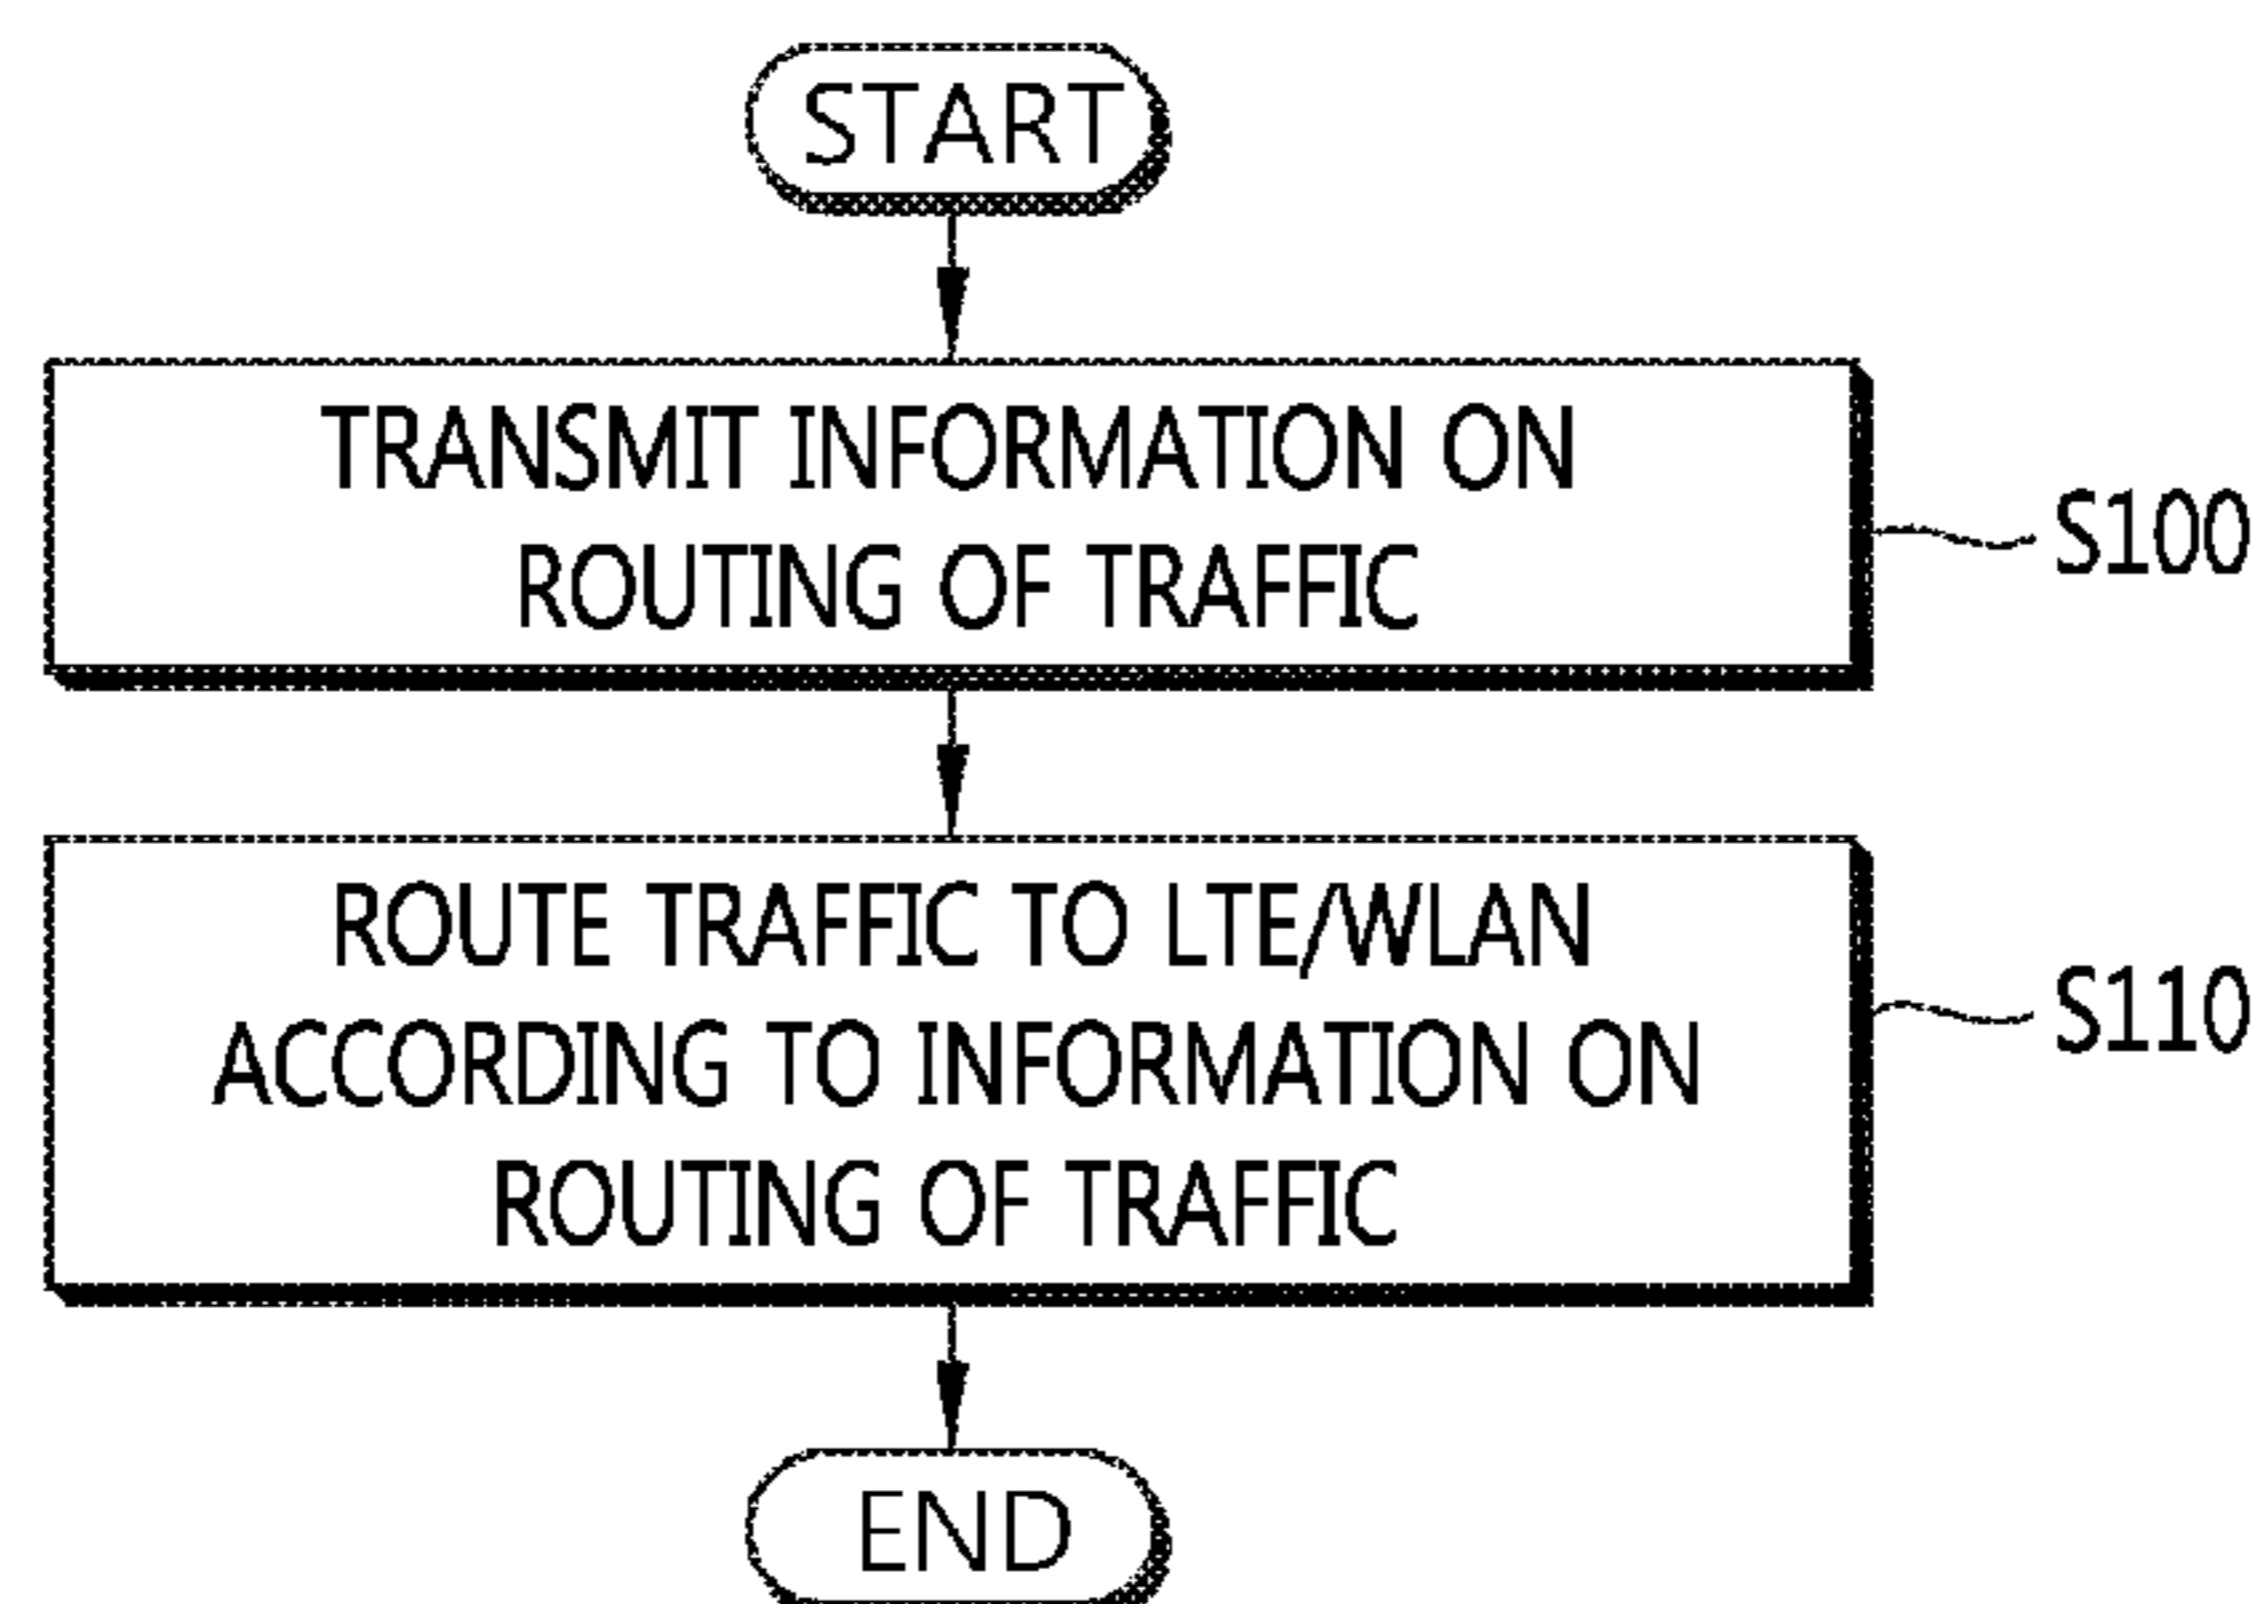 START
TRANSMIT INFORMATION ON
ROUTING OF TRAFFIC
S100
ROUTE TRAFFIC TO LTE/WLAN
ACCORDING TO INFORMATION ON
ROUTING OF TRAFFIC
S110
END